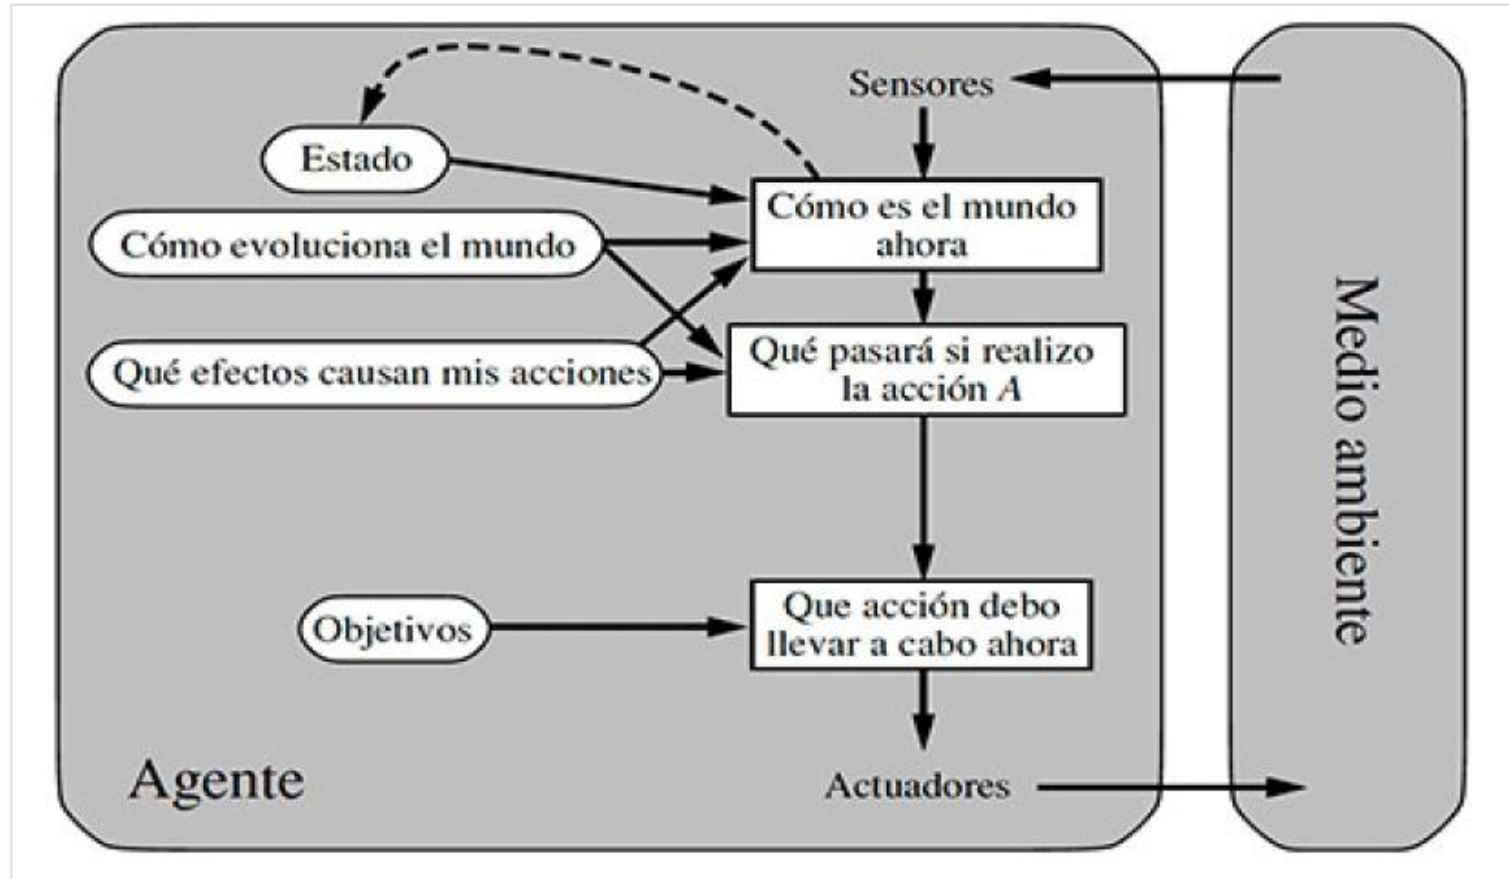 Sensores
Estado
Cómo es el mundo
ahora
Cómo evoluciona el mundo
Qué efectos causan mis acciones
Qué pasará si realizo
la acción A
Objetivos
Que acción debo
llevar a cabo ahora
Agente
Actuadores
Medio ambiente